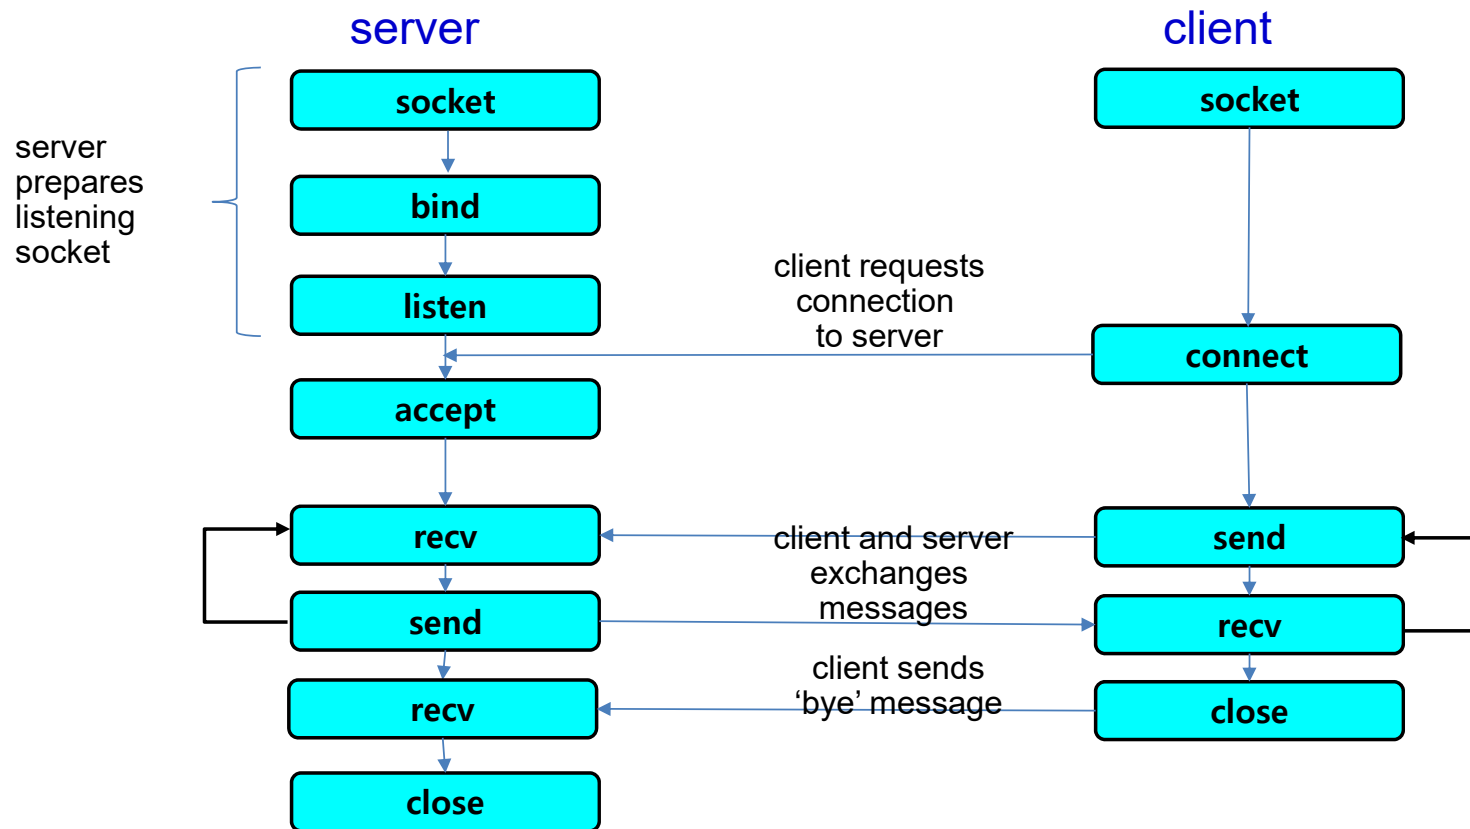 server
client
socket
socket
server
prepares
listening
socket
bind
client requests
connection
to server
listen
connect
accept
recv
client and server
exchanges
messages
send
send
recv
client sends
‘bye’ message
recv
close
close